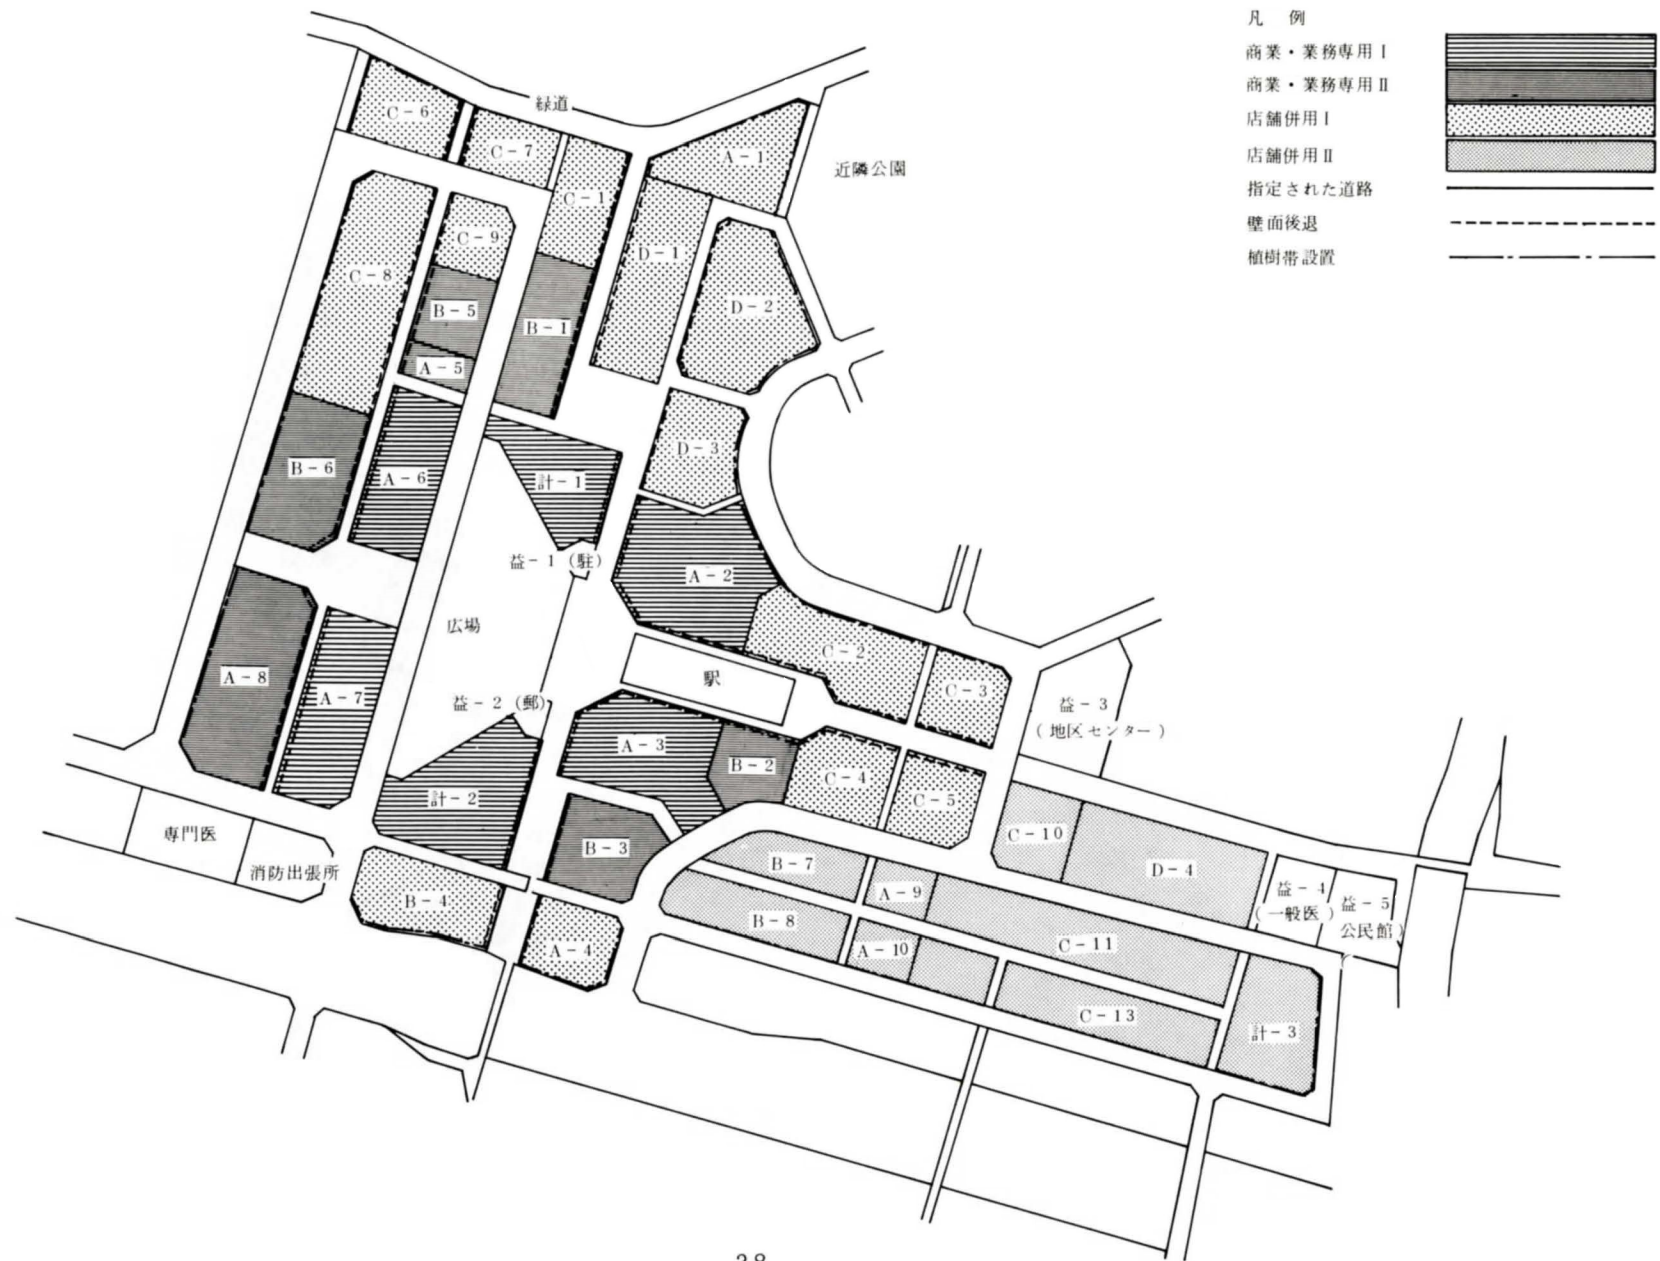 凡 例
商業・業務専用Ⅰ
商業・業務専用Ⅱ
店舗併用Ⅰ
店舗併用Ⅱ
指定された道路
壁面後退
植樹帯設置
緑道
近隣公園
C-6
C-7
A-1
C-1
C-9
D-1
C-8
D-2
B-5
B-1
A-5
D-3
B-6
A-6
計-1
益-1(駐)
A-2
広場
C-2
駅
A-8
A-7
C-3
益-2(郵)
益-3
(地区センター)
A-3
B-2
C-4
計-2
C-5
専門医
消防出張所
B-3
C-10
B-7
D-4
B-4
A-9
益-4
(一般医)
益-5
公民館)
B-8
A-4
A-10
C-11
C-13
計-3
38